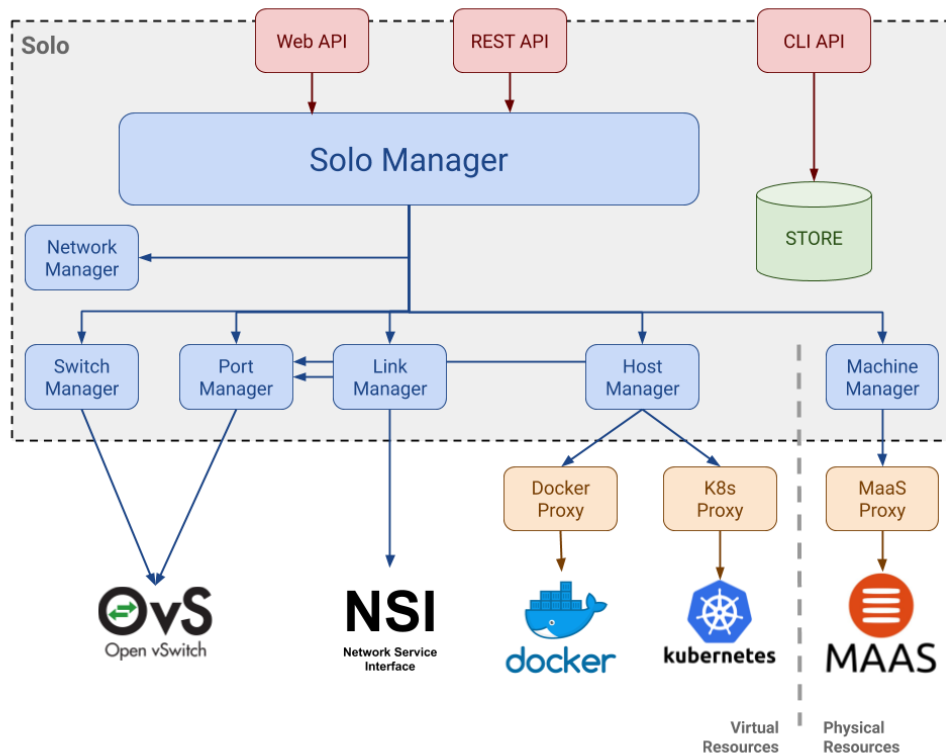 Solo
Web API
REST API
CLI API
Solo Manager
STORE
Network
Manager
Switch
Manager
Port
Manager
Link
Manager
Host
Manager
Machine
Manager
Docker
Proxy
K8s
Proxy
MaaS
Proxy
OvS
Open vSwitch
NSI
Network Service
Interface
docker
kubernetes
MAAS
Virtual
Resources
Physical
Resources